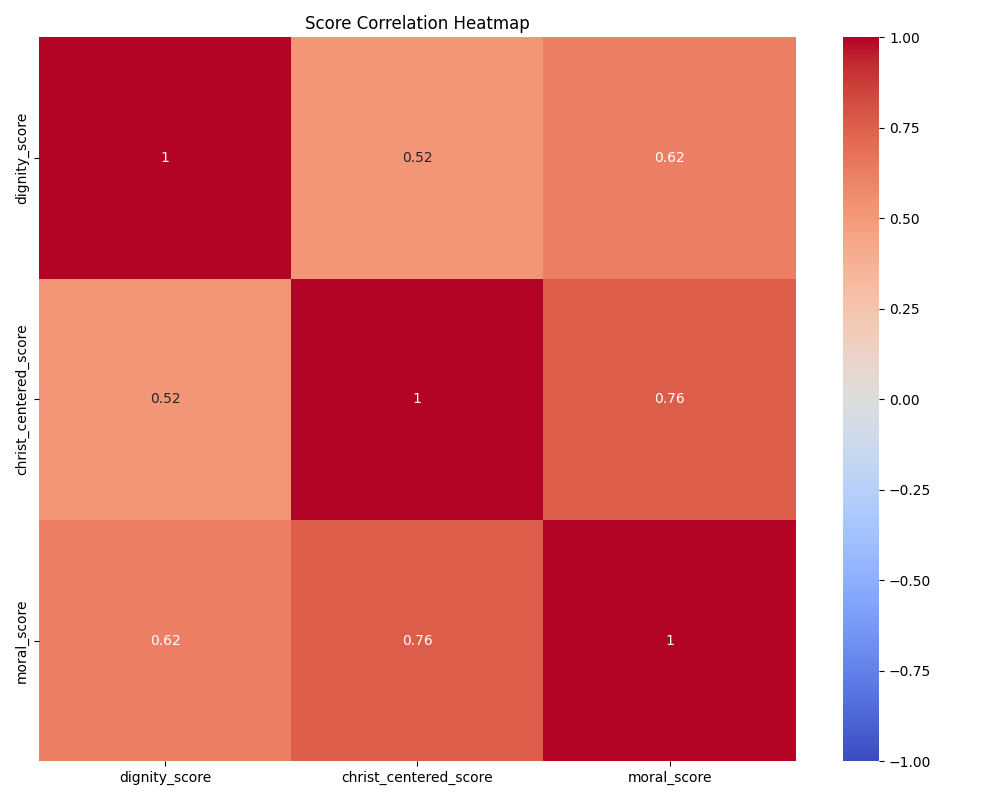 Score Correlation Heatmap
dignity_score
1
0.52
0.62
christ_centered_score
0.52
1
0.76
moral_score
0.62
0.76
1
dignity_score
christ_centered_score
moral_score
1.00
0.75
0.50
0.25
0.00
−0.25
−0.50
−0.75
−1.00